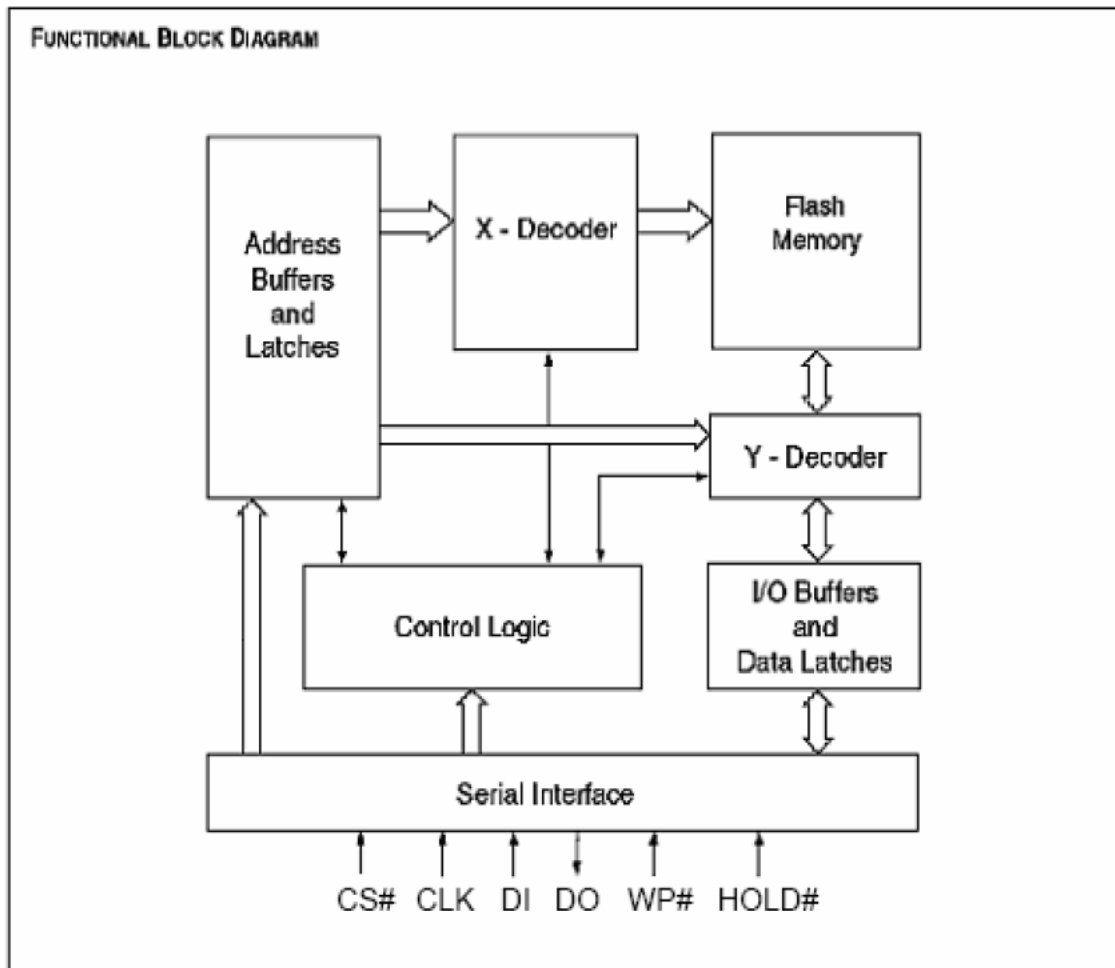 FUNCTIONAL BLOCK DIAGRAM
Address
Buffers
and
Latches
X - Decoder
Flash
Memory
Y - Decoder
Control Logic
I/O Buffers
and
Data Latches
Serial Interface
CS# CLK DI DO WP# HOLD#